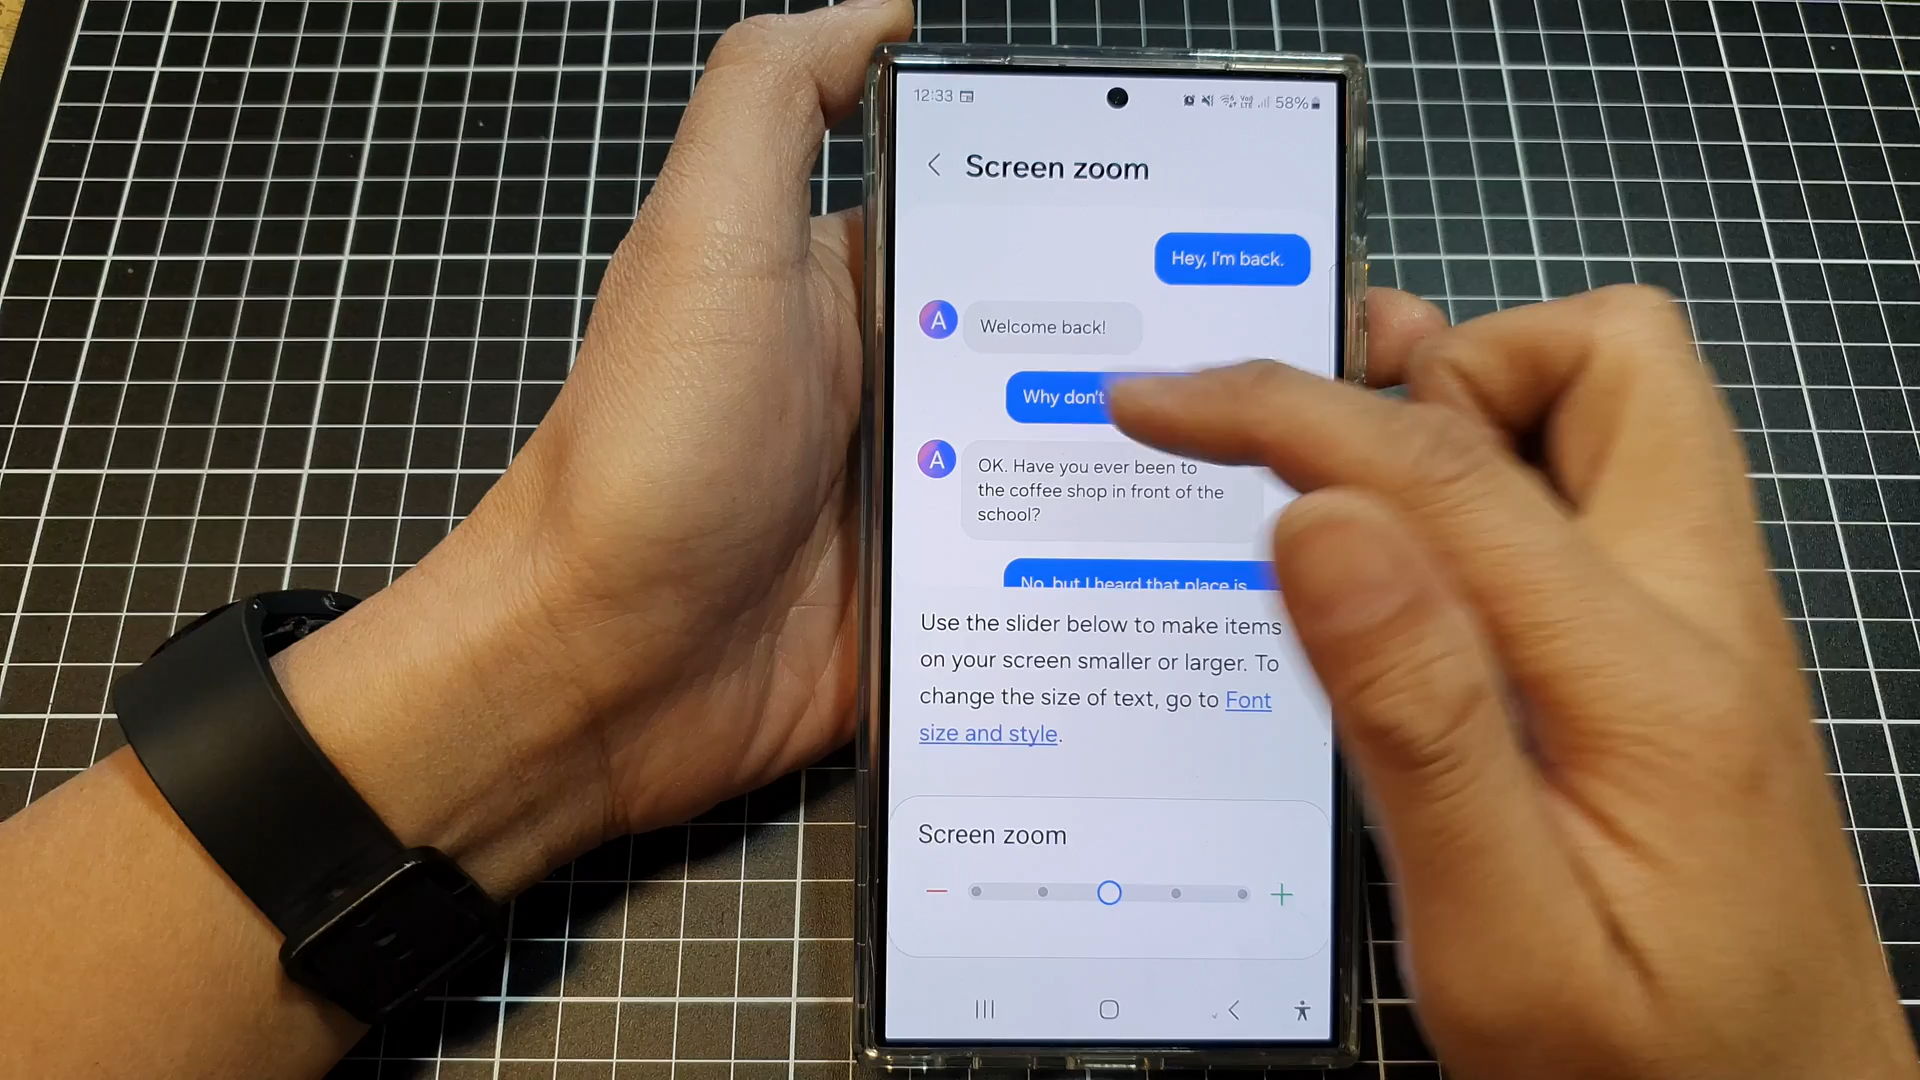 12:33 58%
Screen zoom
Hey, I'm back.
A Welcome back!
Why don't
A OK. Have you ever been to
the coffee shop in front of the
school?
No, but I heard that place is
Use the slider below to make items
on your screen smaller or larger. To
change the size of text, go to Font
size and style.
Screen zoom